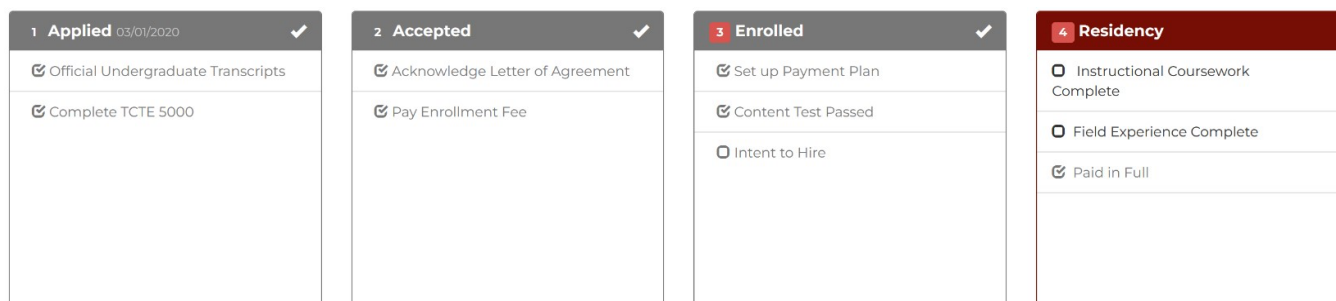 1 Applied 03/01/2020
Official Undergraduate Transcripts
Complete TCTE 5000
2 Accepted
Acknowledge Letter of Agreement
Pay Enrollment Fee
3 Enrolled
Set up Payment Plan
Content Test Passed
Intent to Hire
4 Residency
Instructional Coursework
Complete
Field Experience Complete
Paid in Full